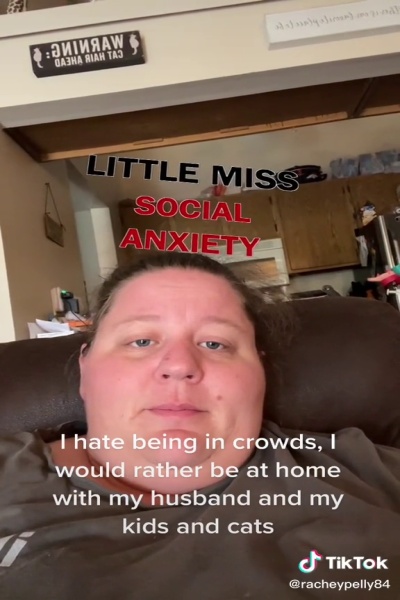 WARNING:
CAT HAIR AHEAD
LITTLE MISS
SOCIAL
ANXIETY
I hate being in crowds, I
would rather be at home
with my husband and my
kids and cats
TikTok
@racheypelly84